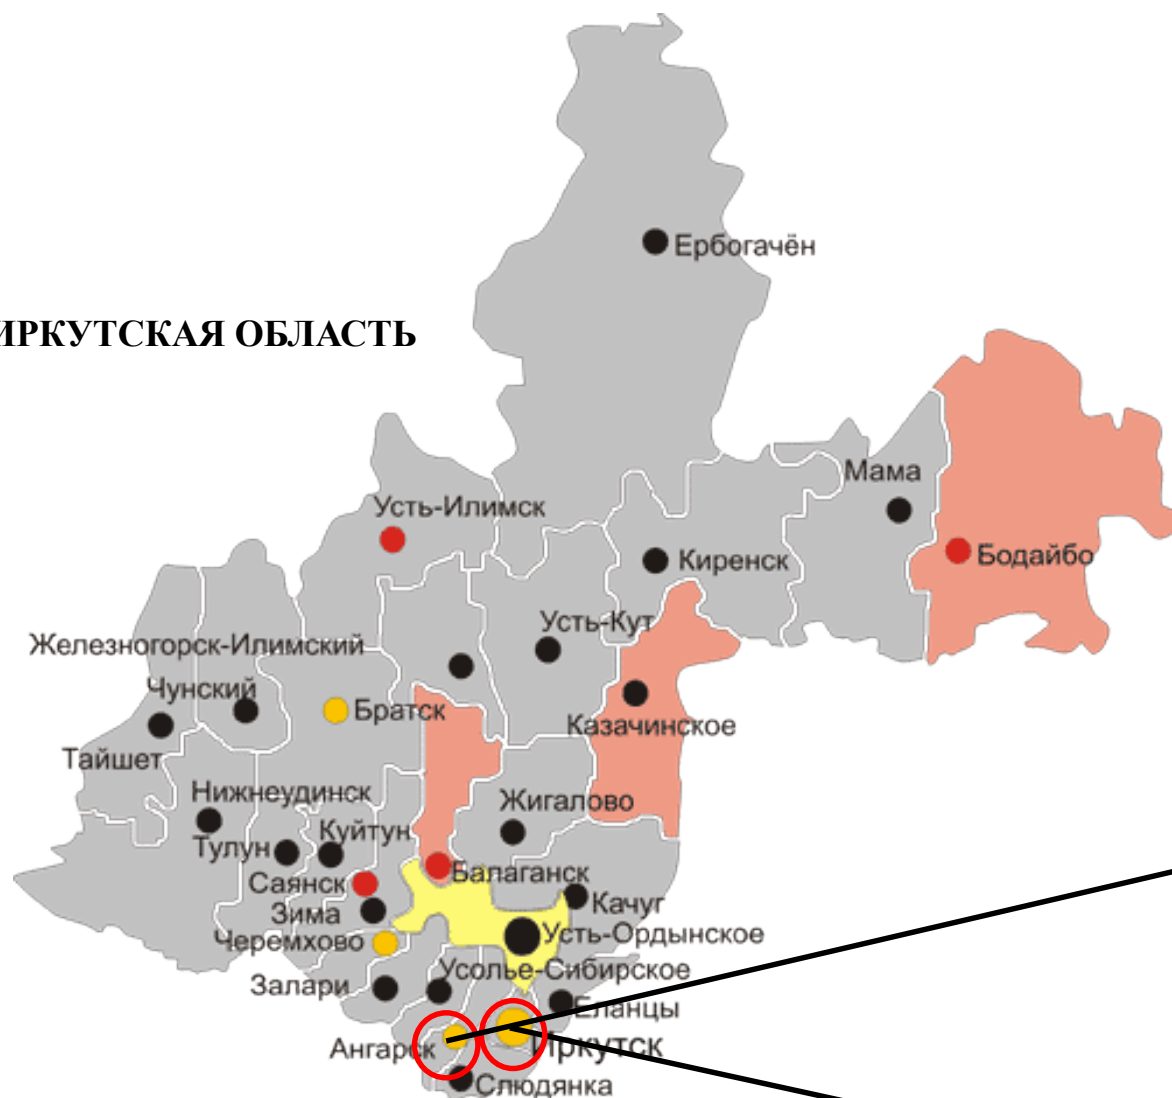 Ербогачён
ИРКУТСКАЯ ОБЛАСТЬ
Мама
Усть-Илимск
Бодайбо
Киренск
Усть-Кут
Железногорск-Илимский
Чунский
Братск
Казачинское
Тайшет
Нижнеудинск
Жигалово
Куйтун
Тулун
Балаганск
Саянск
Качуг
Зима
Усть-Ордынское
Черемхово
Усолье-Сибирское
Залари
Еланцы
Ангарск
Иркутск
Слюдянка